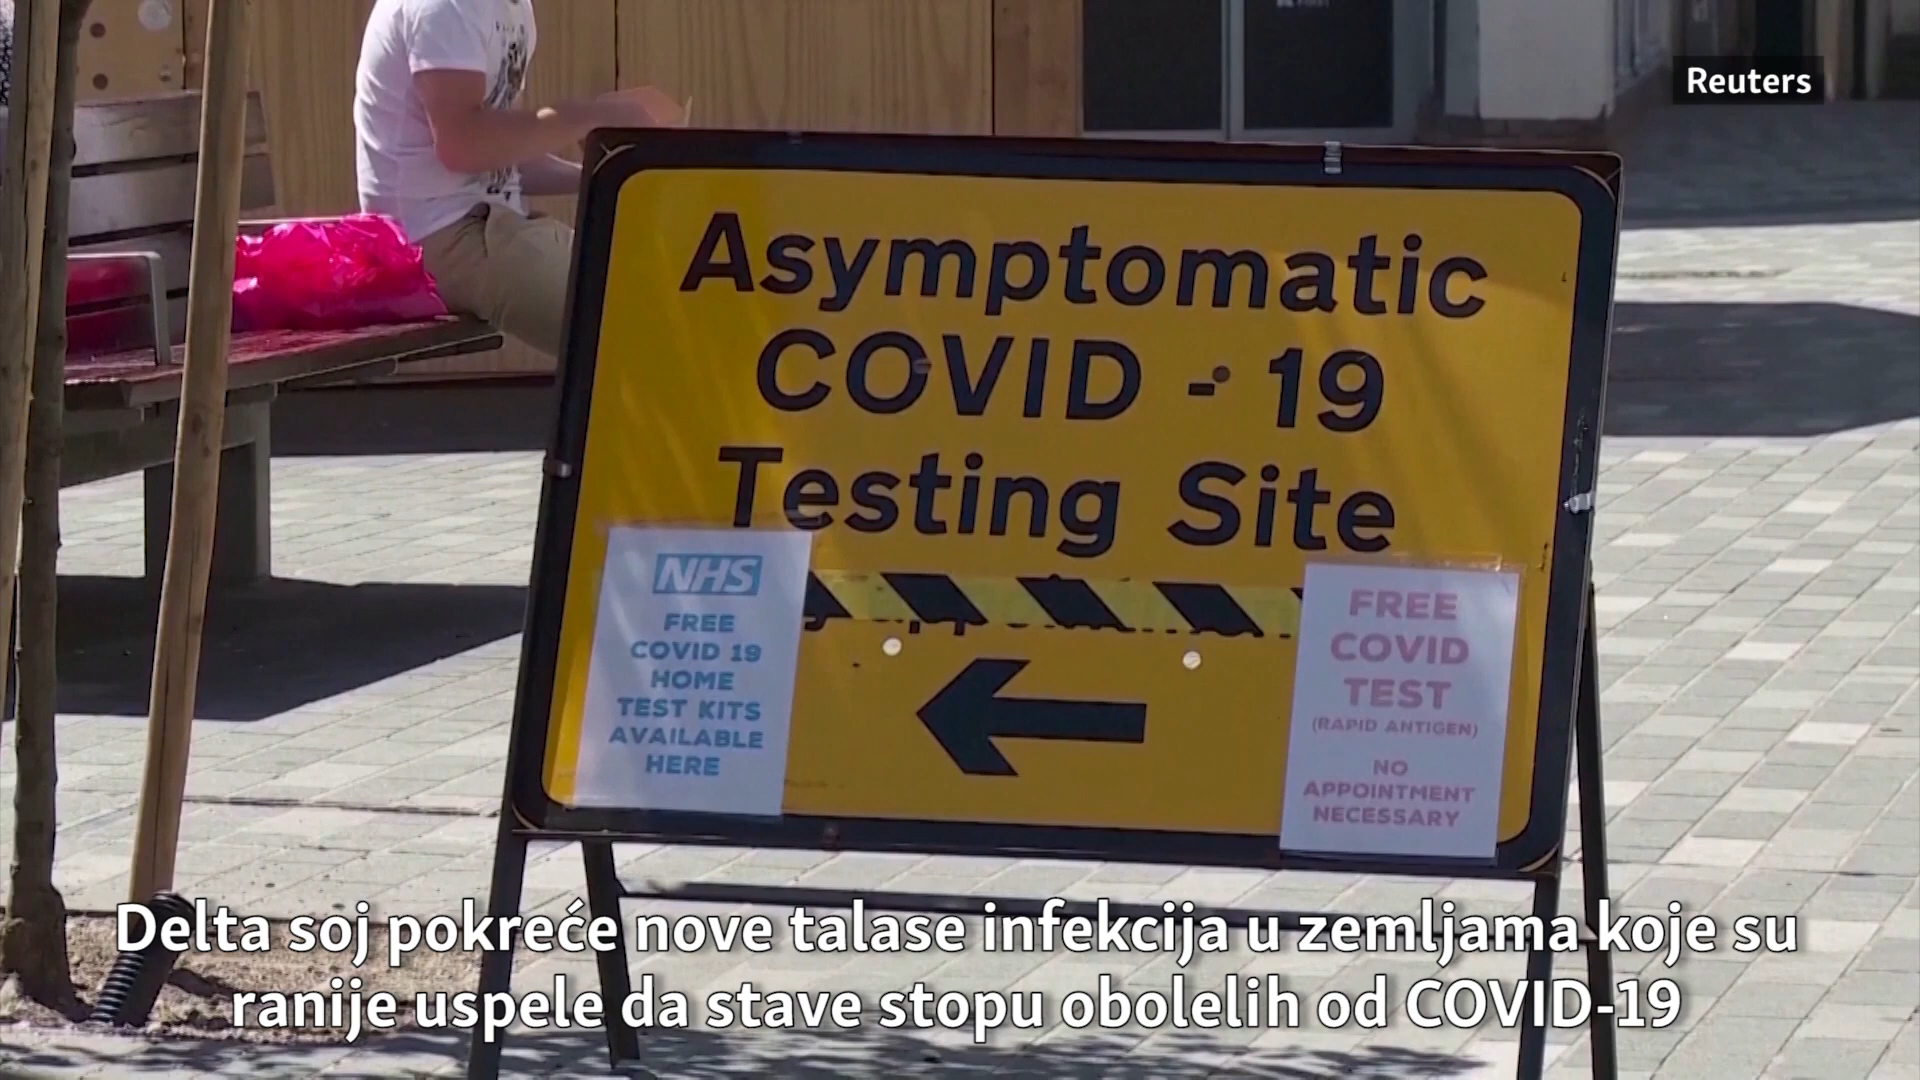 Reuters
Asymptomatic
COVID - 19
Testing Site
NHS
FREE
COVID 19
HOME
TEST KITS
AVAILABLE
HERE
FREE
COVID
TEST
(RAPID ANTIGEN)
NO
APPOINTMENT
NECESSARY
Delta soj pokreće nove talase infekcija u zemljama koje su
ranije uspele da stave stopu obolelih od COVID-19